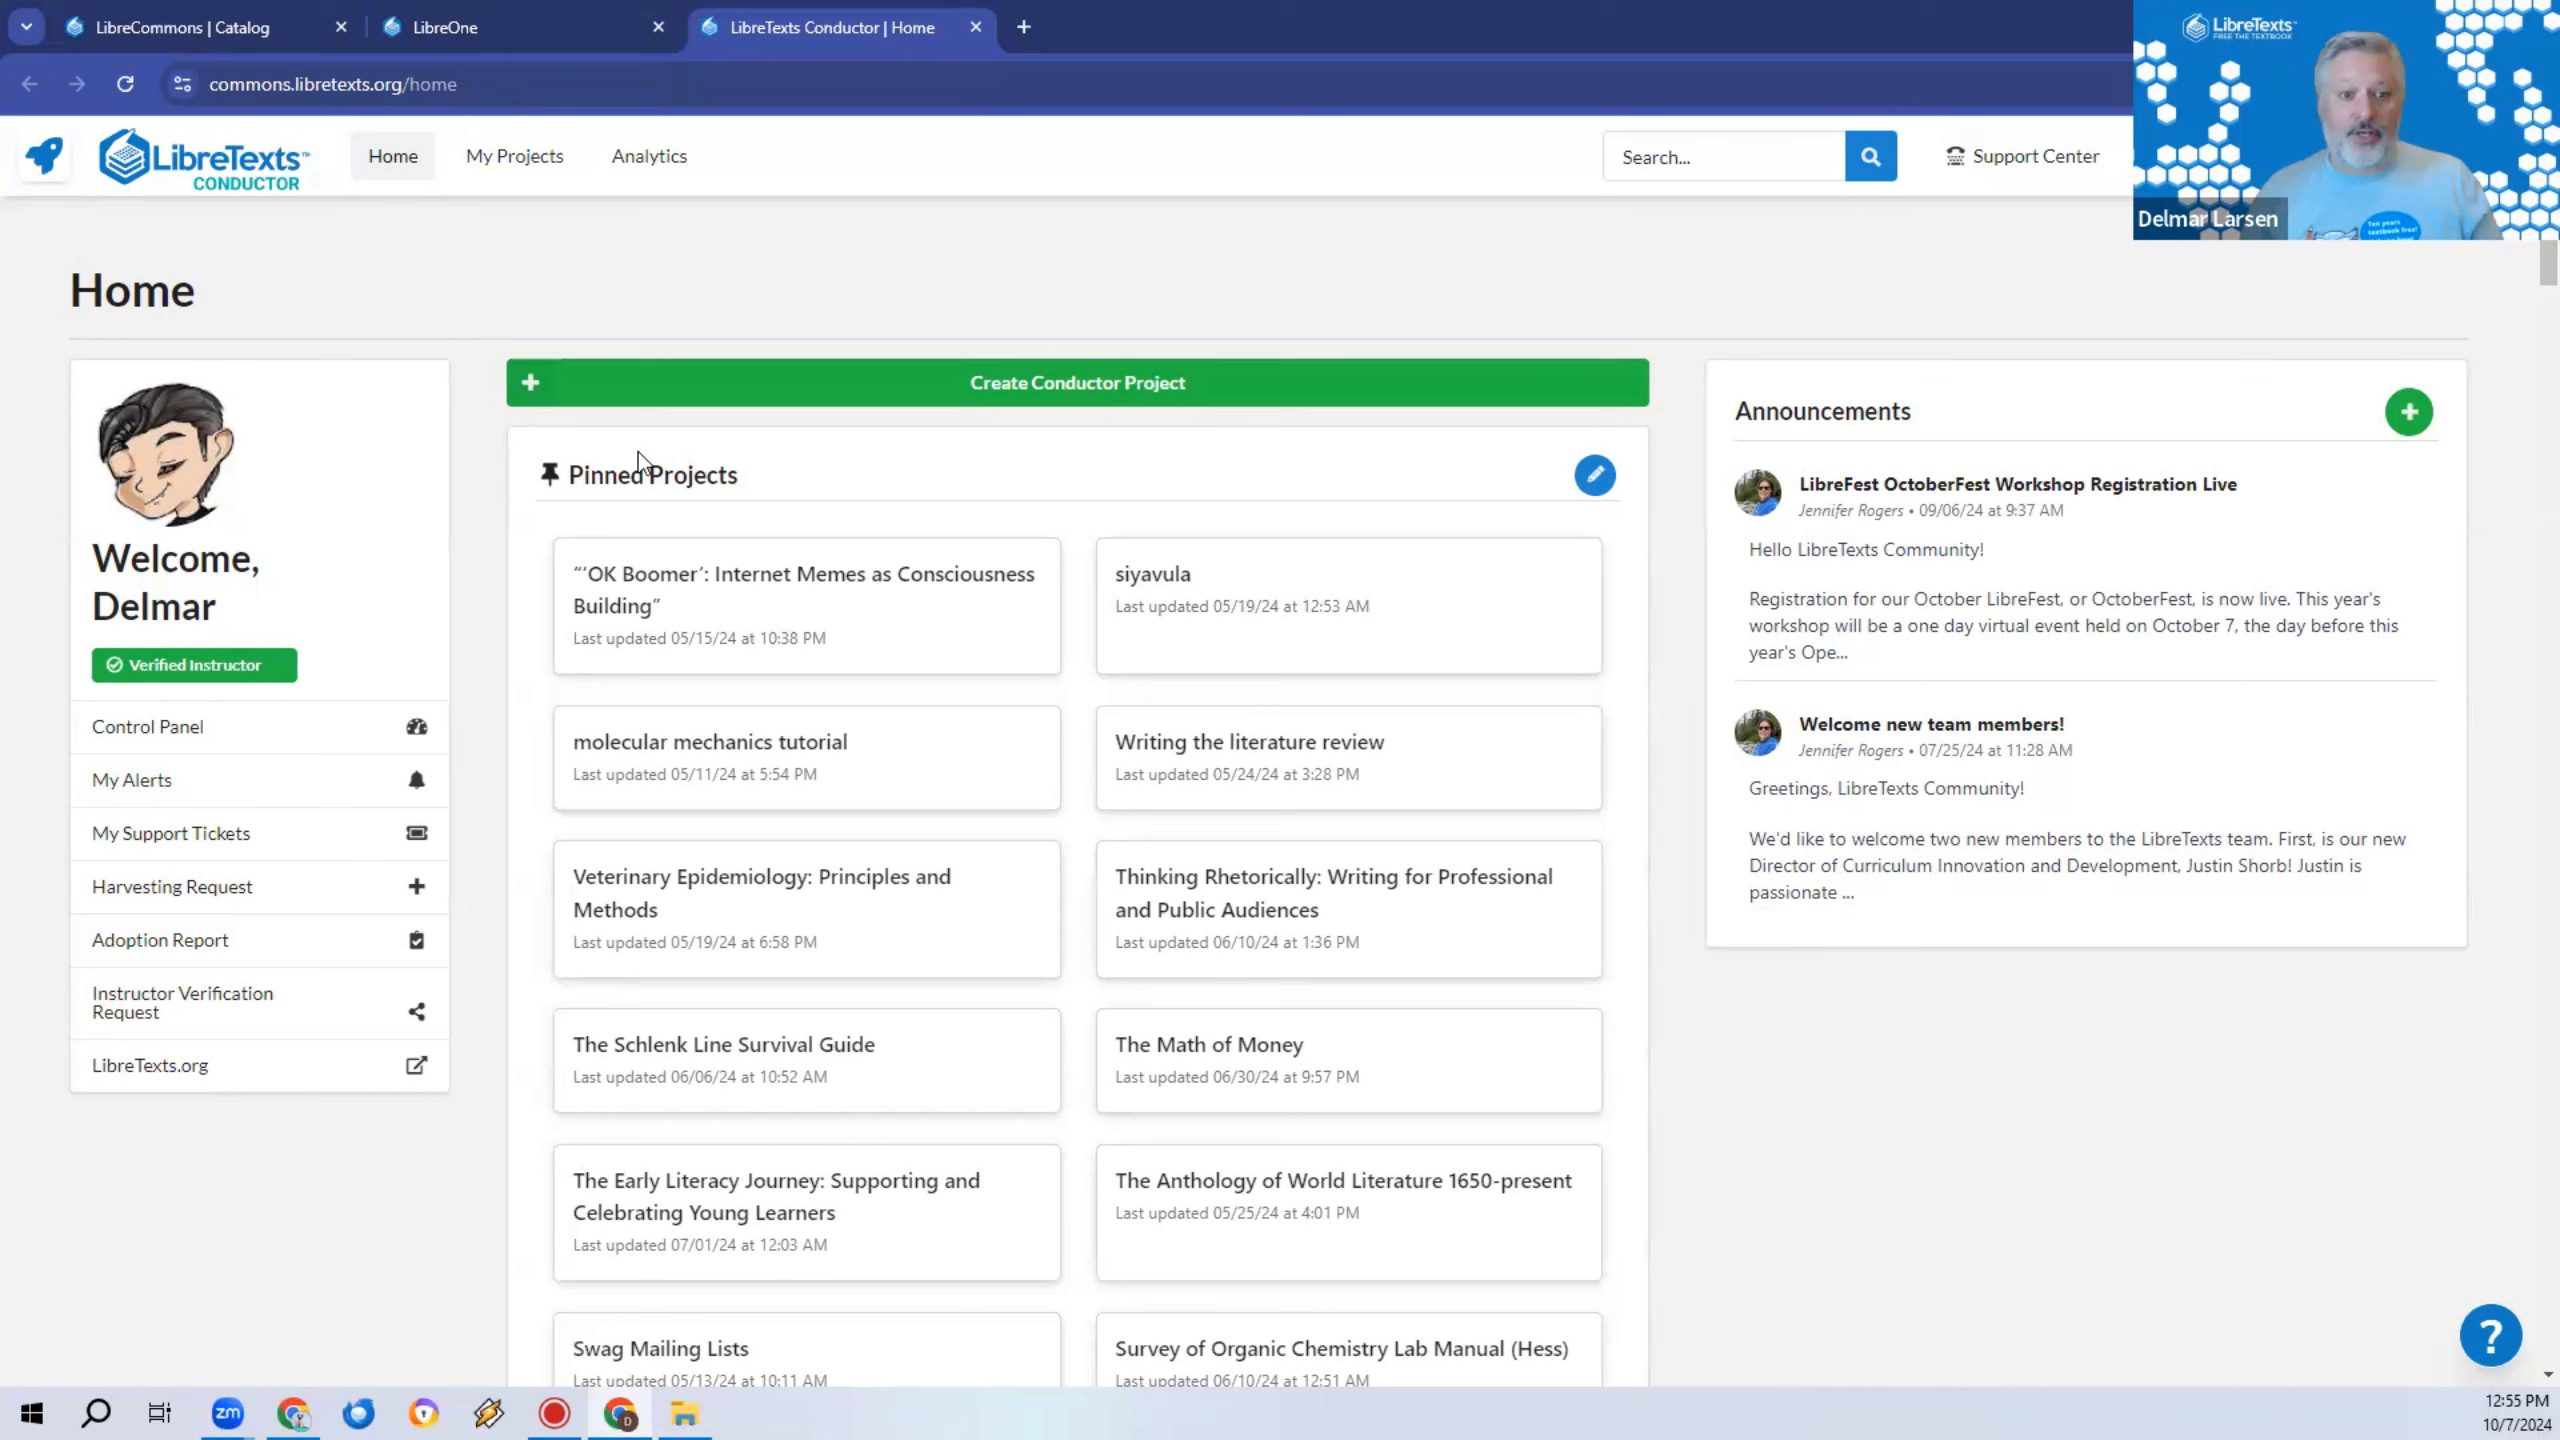 LibreCommons | Catalog
LibreOne
LibreTexts Conductor | Home
commons.libretexts.org/home
LibreTexts™
CONDUCTOR
Home
My Projects
Analytics
Search...
Support Center
LibreTexts™
FREE THE TEXTBOOK
Ten years
textbook free!
Delmar Larsen
Home
Welcome,
Delmar
Verified Instructor
Control Panel
My Alerts
My Support Tickets
Harvesting Request
Adoption Report
Instructor Verification
Request
LibreTexts.org
Create Conductor Project
Pinned Projects
“‘OK Boomer’: Internet Memes as Consciousness
Building”
Last updated 05/15/24 at 10:38 PM
siyavula
Last updated 05/19/24 at 12:53 AM
molecular mechanics tutorial
Last updated 05/11/24 at 5:54 PM
Writing the literature review
Last updated 05/24/24 at 3:28 PM
Veterinary Epidemiology: Principles and
Methods
Last updated 05/19/24 at 6:58 PM
Thinking Rhetorically: Writing for Professional
and Public Audiences
Last updated 06/10/24 at 1:36 PM
The Schlenk Line Survival Guide
Last updated 06/06/24 at 10:52 AM
The Math of Money
Last updated 06/30/24 at 9:57 PM
The Early Literacy Journey: Supporting and
Celebrating Young Learners
Last updated 07/01/24 at 12:03 AM
The Anthology of World Literature 1650-present
Last updated 05/25/24 at 4:01 PM
Swag Mailing Lists
Last updated 05/13/24 at 10:11 AM
Survey of Organic Chemistry Lab Manual (Hess)
Last updated 06/10/24 at 12:51 AM
Announcements
LibreFest OctoberFest Workshop Registration Live
Jennifer Rogers • 09/06/24 at 9:37 AM
Hello LibreTexts Community!
Registration for our October LibreFest, or OctoberFest, is now live. This year's
workshop will be a one day virtual event held on October 7, the day before this
year's Ope...
Welcome new team members!
Jennifer Rogers • 07/25/24 at 11:28 AM
Greetings, LibreTexts Community!
We'd like to welcome two new members to the LibreTexts team. First, is our new
Director of Curriculum Innovation and Development, Justin Shorb! Justin is
passionate ...
?
zm
D
12:55 PM
10/7/2024